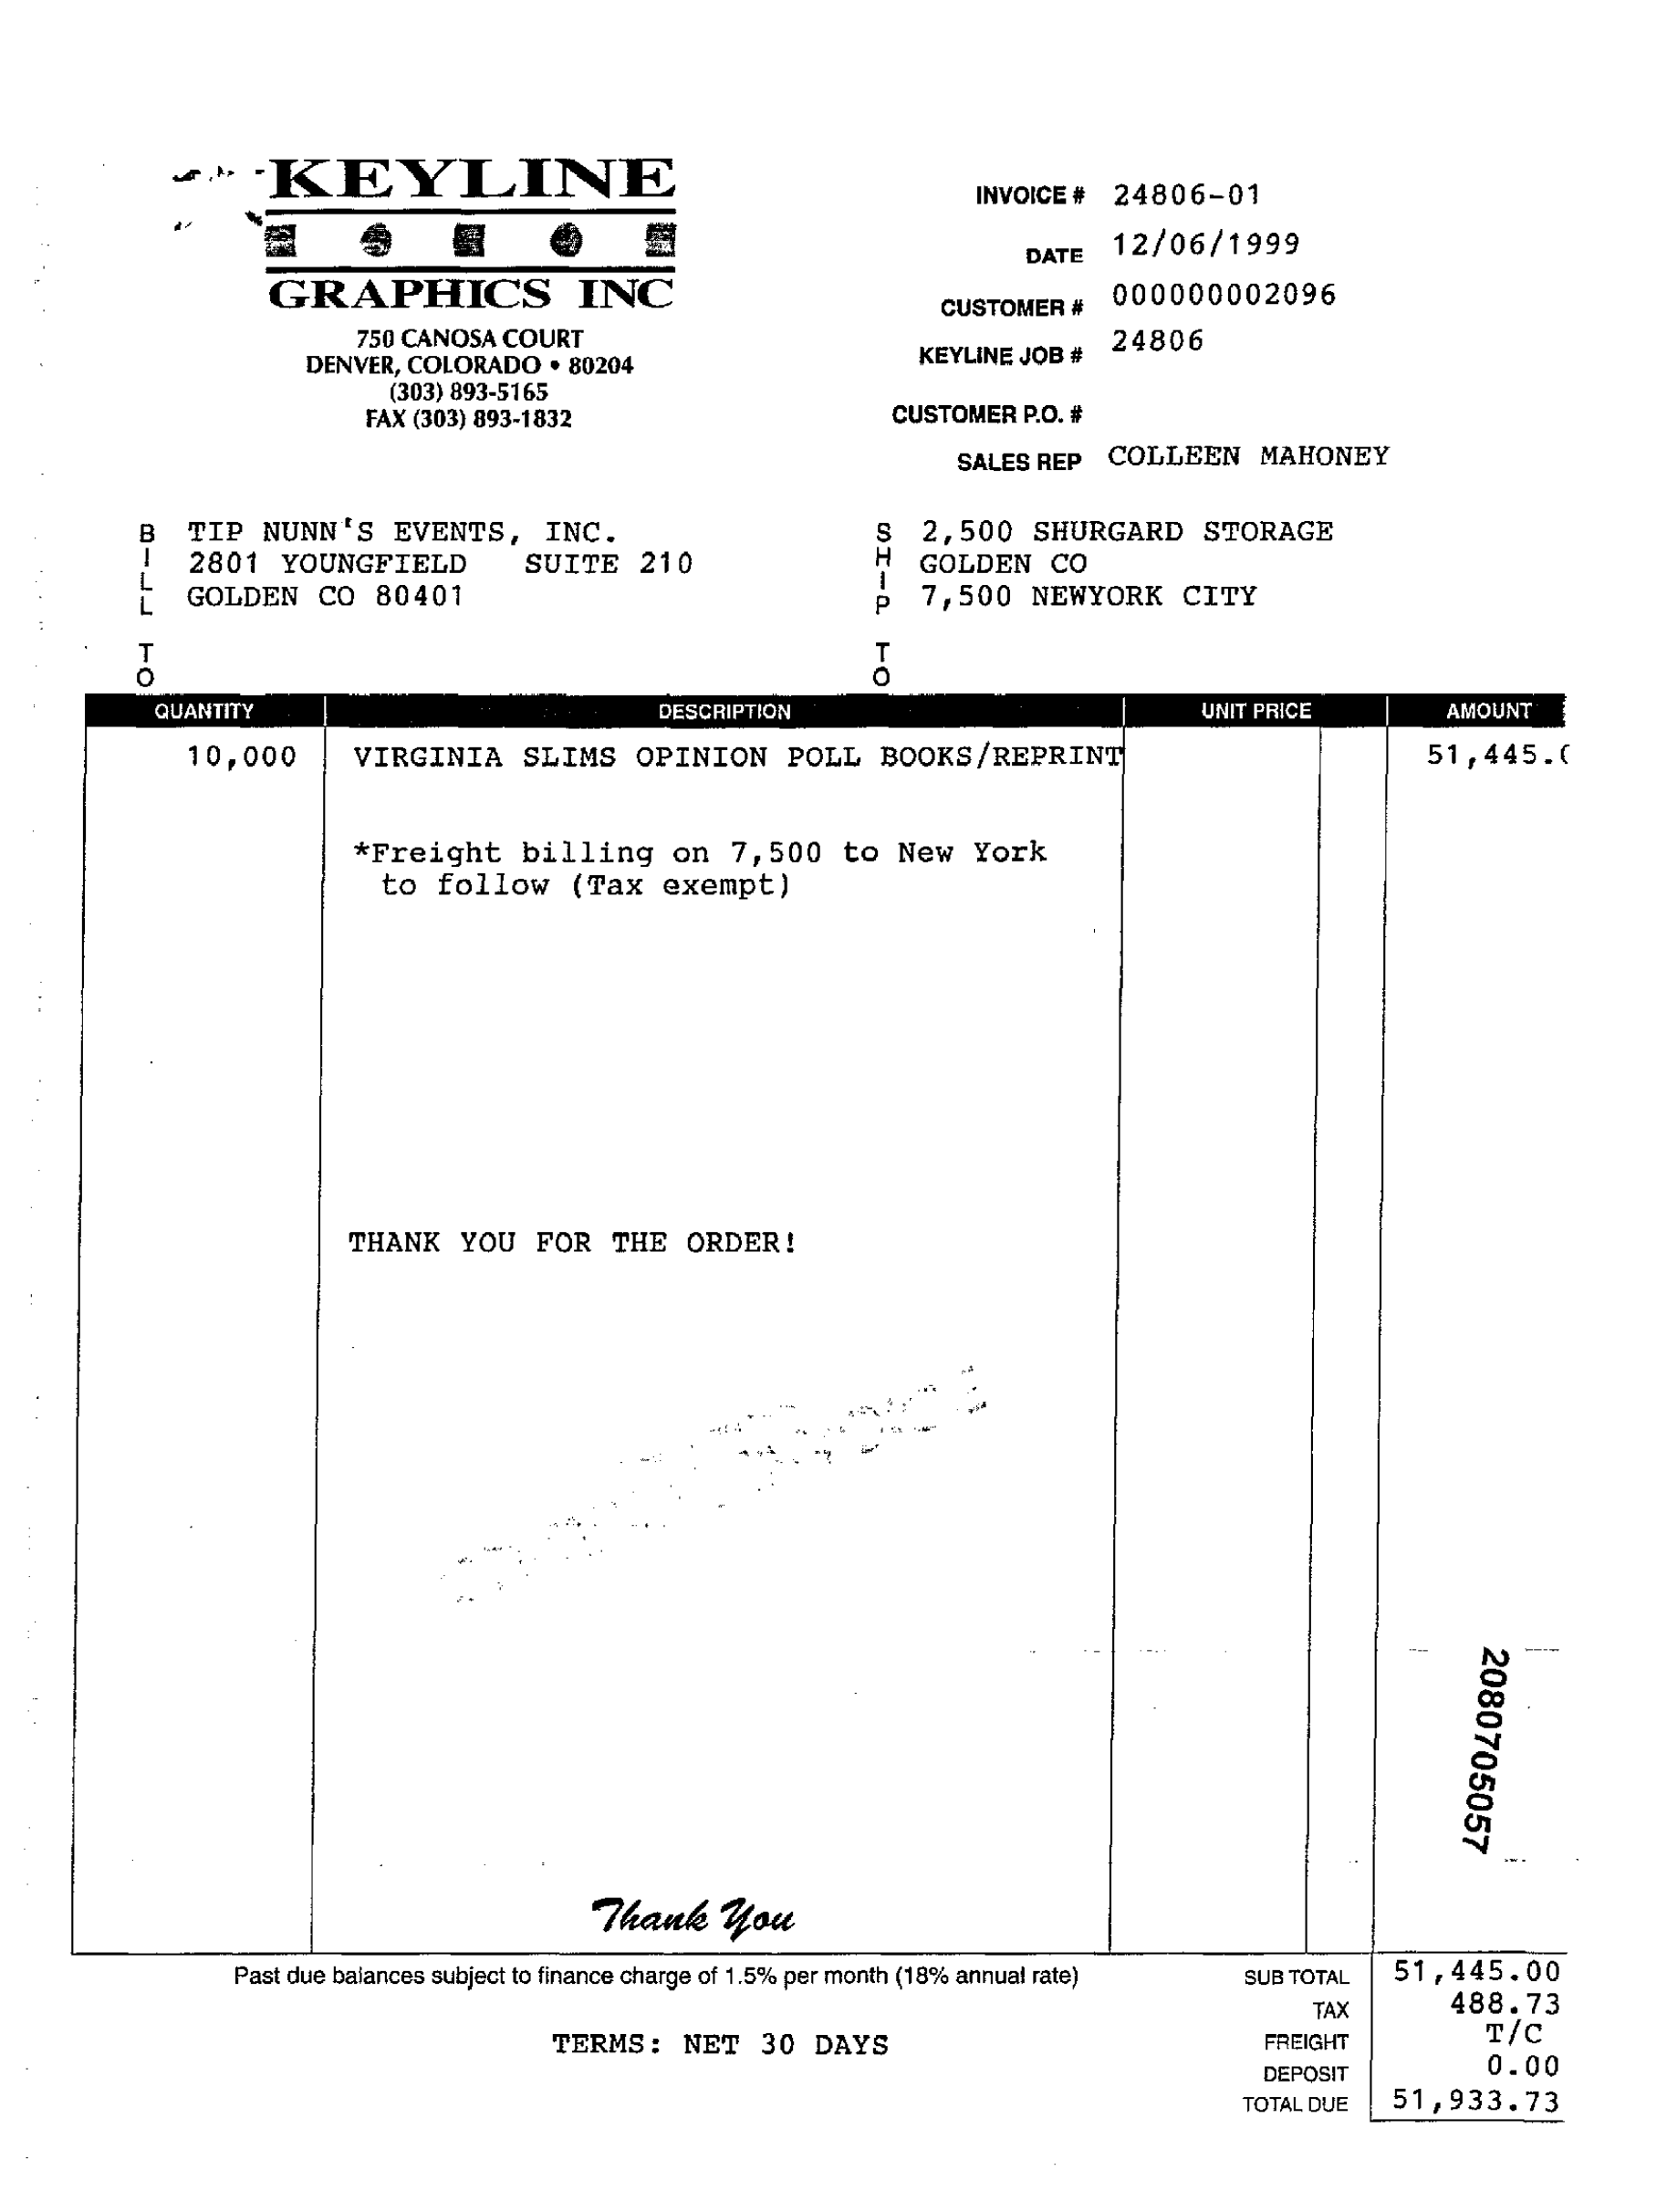 KEYLINE
GRAPHICS INC
750 CANOSA COURT
DENVER, COLORADO • 80204
(303) 893-5165
FAX (303) 893-1832
INVOICE # 24806-01
DATE 12/06/1999
CUSTOMER # 000000002096
KEYLINE JOB # 24806
CUSTOMER P.O. #
SALES REP COLLEEN MAHONEY
BILL TO
TIP NUNN'S EVENTS, INC.
2801 YOUNGFIELD SUITE 210
GOLDEN CO 80401
SHIP TO
2,500 SHURGARD STORAGE
GOLDEN CO
7,500 NEWYORK CITY
QUANTITY DESCRIPTION UNIT PRICE AMOUNT
10,000 VIRGINIA SLIMS OPINION POLL BOOKS/REPRINT 51,445.0
*Freight billing on 7,500 to New York
to follow (Tax exempt)
THANK YOU FOR THE ORDER!
2080705057
Thank You
Past due balances subject to finance charge of 1.5% per month (18% annual rate)
TERMS: NET 30 DAYS
SUB TOTAL 51,445.00
TAX 488.73
FREIGHT T/C
DEPOSIT 0.00
TOTAL DUE 51,933.73